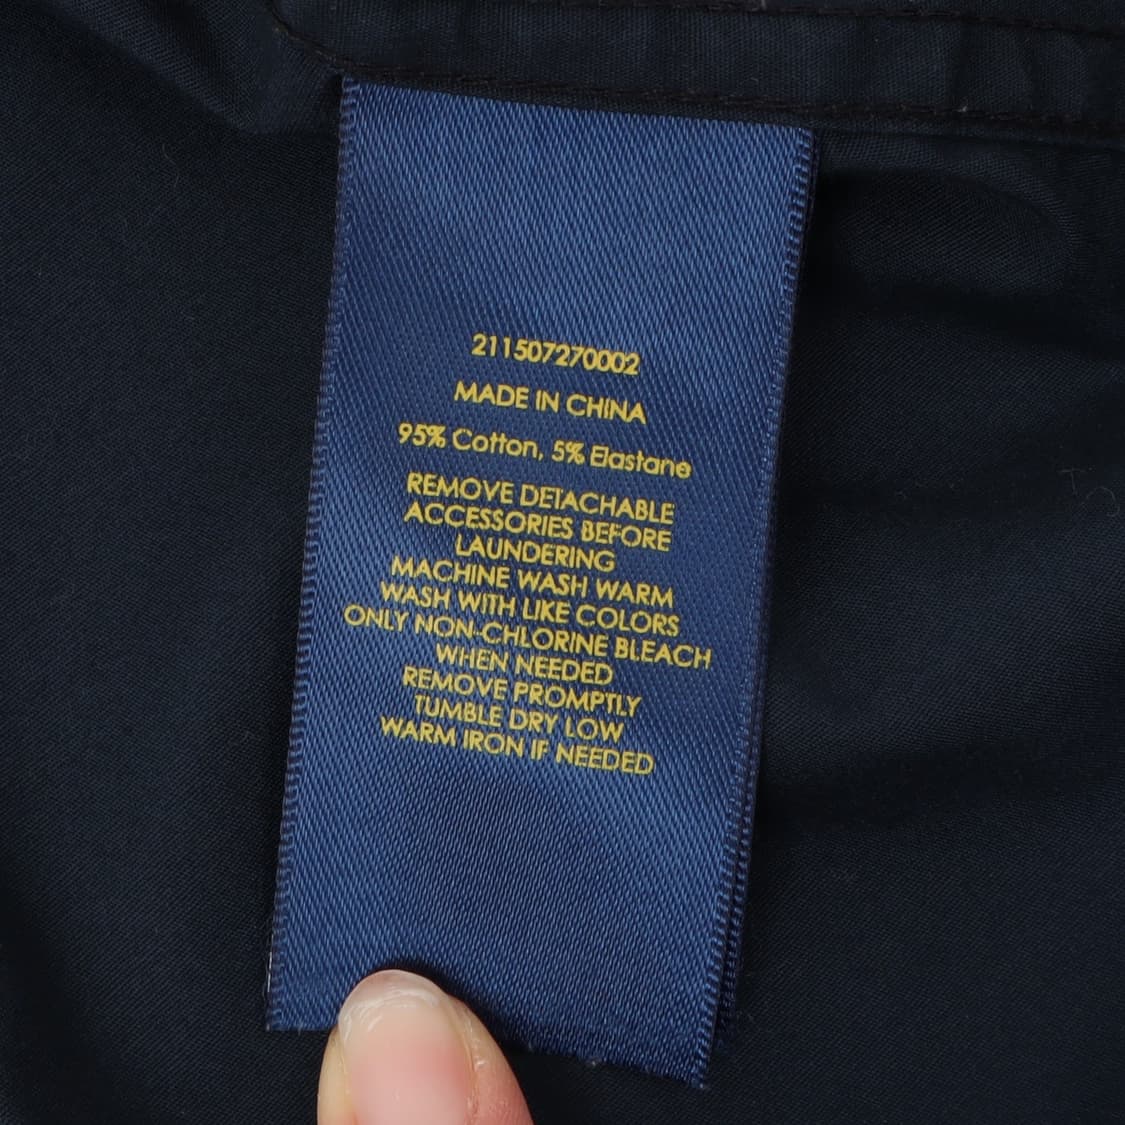 211507270002
MADE IN CHINA
95% Cotton, 5% Elastane
REMOVE DETACHABLE
ACCESSORIES BEFORE
LAUNDERING
MACHINE WASH WARM
WASH WITH LIKE COLORS
ONLY NON-CHLORINE BLEACH
WHEN NEEDED
REMOVE PROMPTLY
TUMBLE DRY LOW
WARM IRON IF NEEDED